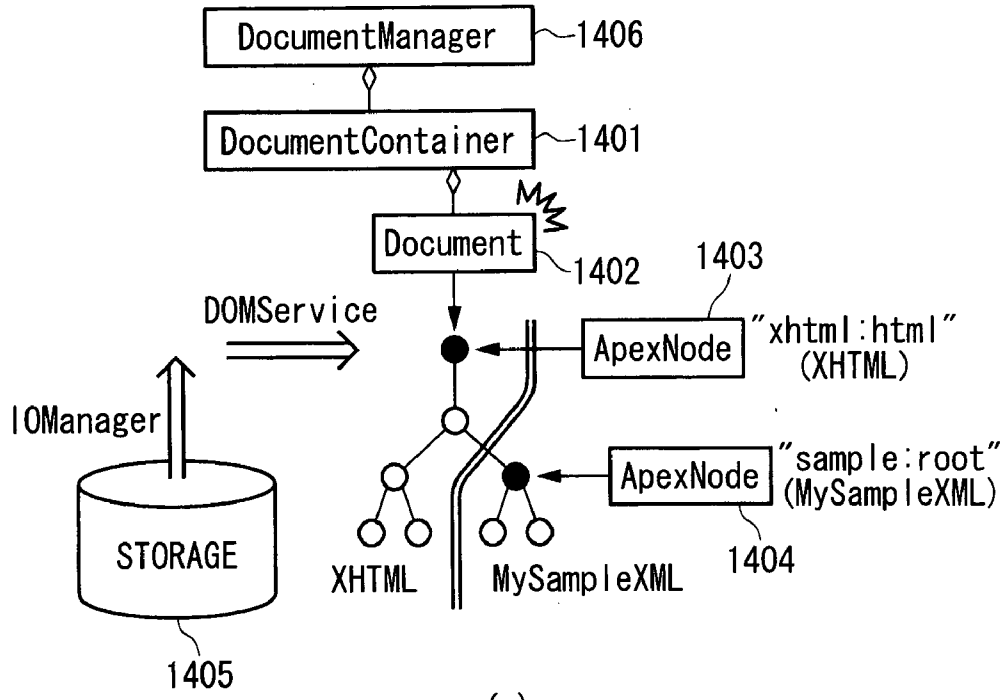 DocumentManager
1406
DocumentContainer
1401
Document
1402
1403
DOMService
ApexNode
"xhtml:html"
(XHTML)
IOManager
ApexNode
"sample:root"
(MySampleXML)
STORAGE
XHTML
MySampleXML
1404
1405